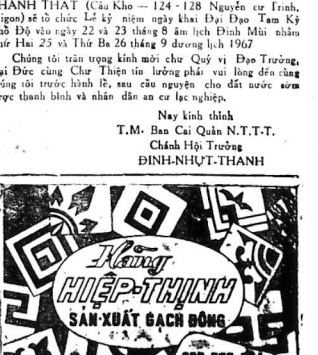 HANH THẤT (Cầu Kho — 124 - 128 Nguyễn cư Trinh,
igon) sẽ tổ chức Lễ kỷ niệm ngày khai Đại Đạo Tam Kỳ
hổ Độ vào ngày 22 và 23 tháng 8 âm lịch Đinh Mùi nhằm
hứ Hai 25 và Thứ Ba 26 tháng 9 dương lịch 1967
Chúng tôi trân trọng kính mời chư Quý vị Đạo Trưởng,
ại Đức cùng Chư Thiện tín lưỡng phái vui lòng đến cùng
úng tôi trước hành lễ, sau cầu nguyện cho đất nước sớm
ược thanh bình và nhân dân an cư lạc nghiệp.
Nay kính thỉnh
T.M. Ban Cai Quản N.T.T.T.
Chánh Hội Trưởng
ĐINH-NHỰT-THANH
Hãng
HIỆP-THỊNH
SẢN-XUẤT GẠCH BÔNG